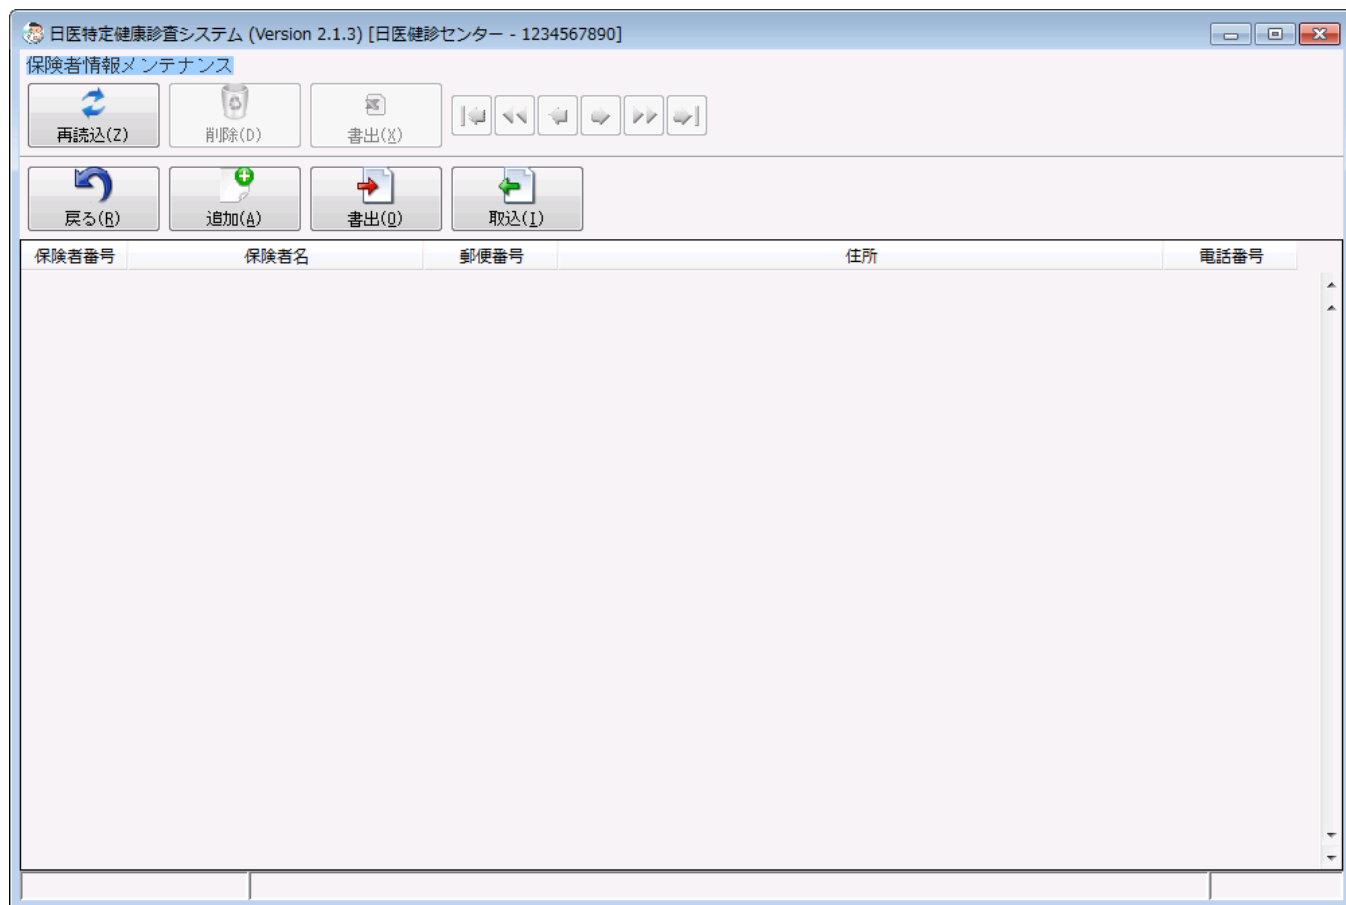 日医特定健康診査システム (Version 2.1.3) [日医健診センター - 1234567890]
保険者情報メンテナンス
再読込(Z) 削除(D) 書出(X)
戻る(R) 追加(A) 書出(O) 取込(I)
保険者番号 保険者名 郵便番号 住所 電話番号